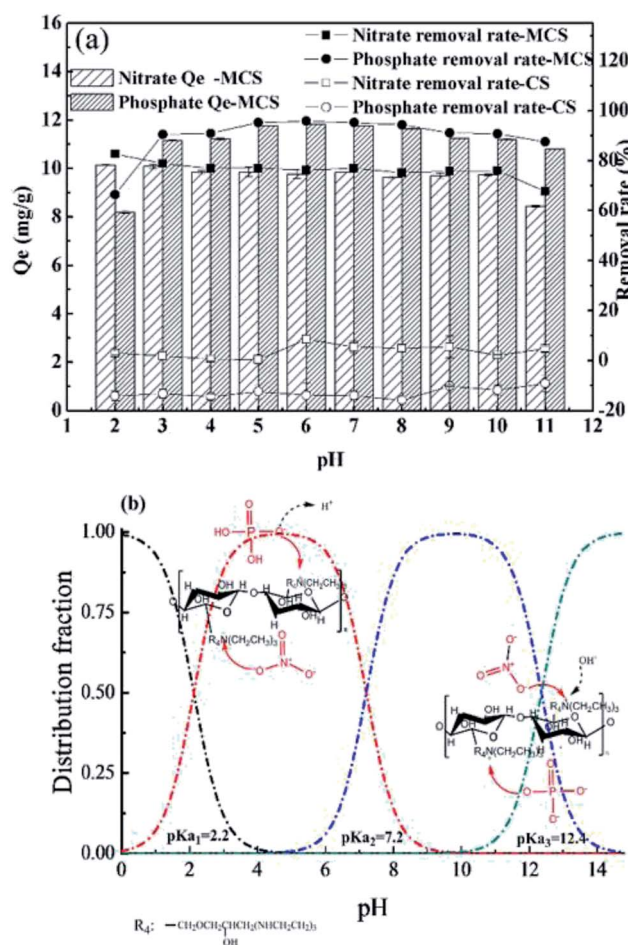 (a)
Nitrate removal rate-MCS
Phosphate removal rate-MCS
Nitrate removal rate-CS
Phosphate removal rate-CS
Nitrate Qe -MCS
Phosphate Qe-MCS
16
14
12
10
8
6
4
2
0
Qe (mg/g)
120
100
80
60
40
20
0
-20
Removal rate (%)
1 2 3 4 5 6 7 8 9 10 11 12
pH
(b)
1.00
0.75
0.50
0.25
0.00
Distribution fraction
pKa₁=2.2
pKa₂=7.2
pKa₃=12.4
0 2 4 6 8 10 12 14
pH
H⁺
OH⁻
R₄N(CH₂CH₃)₃
R₄: —CH₂OCH₂CHCH₂(NHCH₂CH₂)₃
OH